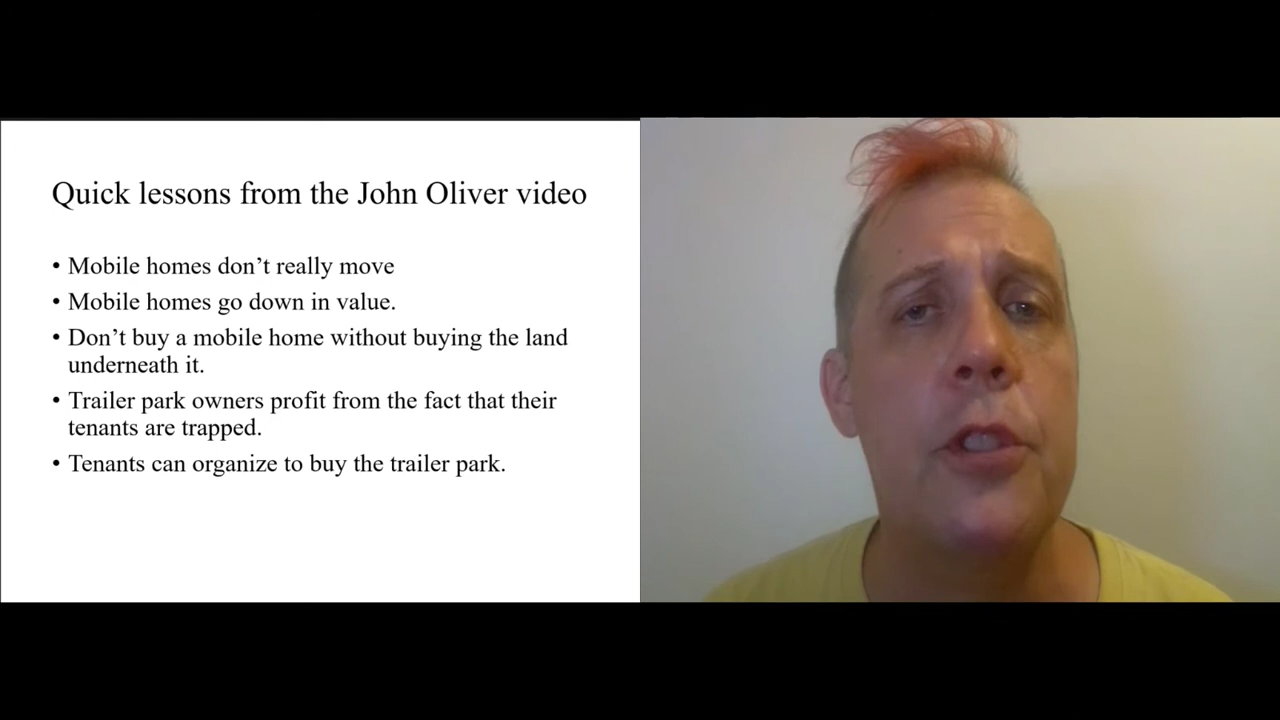 Quick lessons from the John Oliver video
• Mobile homes don’t really move
• Mobile homes go down in value.
• Don’t buy a mobile home without buying the land
underneath it.
• Trailer park owners profit from the fact that their
tenants are trapped.
• Tenants can organize to buy the trailer park.